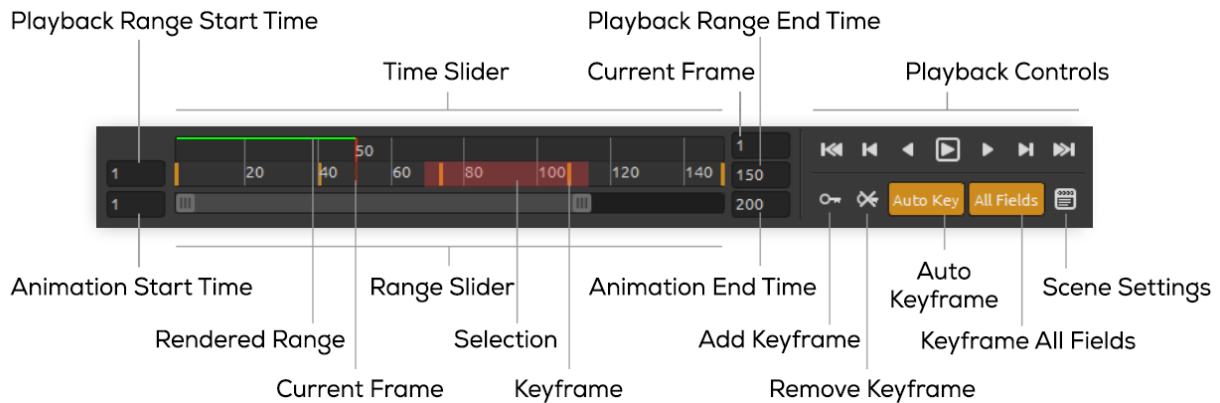 Playback Range Start Time
Playback Range End Time
Time Slider
Current Frame
Playback Controls
50
1
1
20
40
60
80
100
120
140
150
1
200
Auto Key
All Fields
Animation Start Time
Range Slider
Animation End Time
Auto
Keyframe
Scene Settings
Rendered Range
Selection
Add Keyframe
Keyframe All Fields
Current Frame
Keyframe
Remove Keyframe